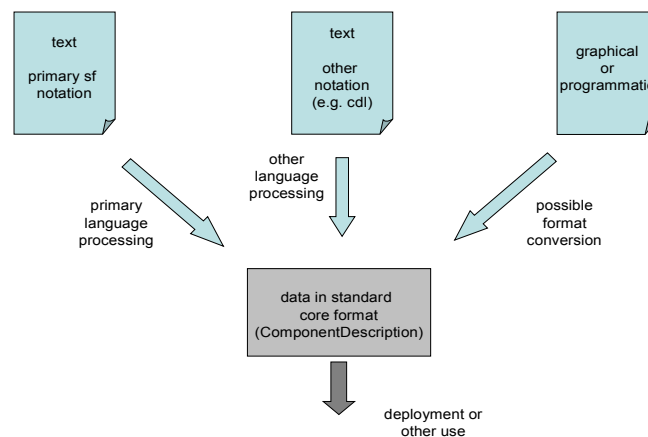 text
primary sf
notation
text
other
notation
(e.g. cdl)
graphical
or
programmatic
other
language
processing
primary
language
processing
possible
format
conversion
data in standard
core format
(ComponentDescription)
deployment or
other use